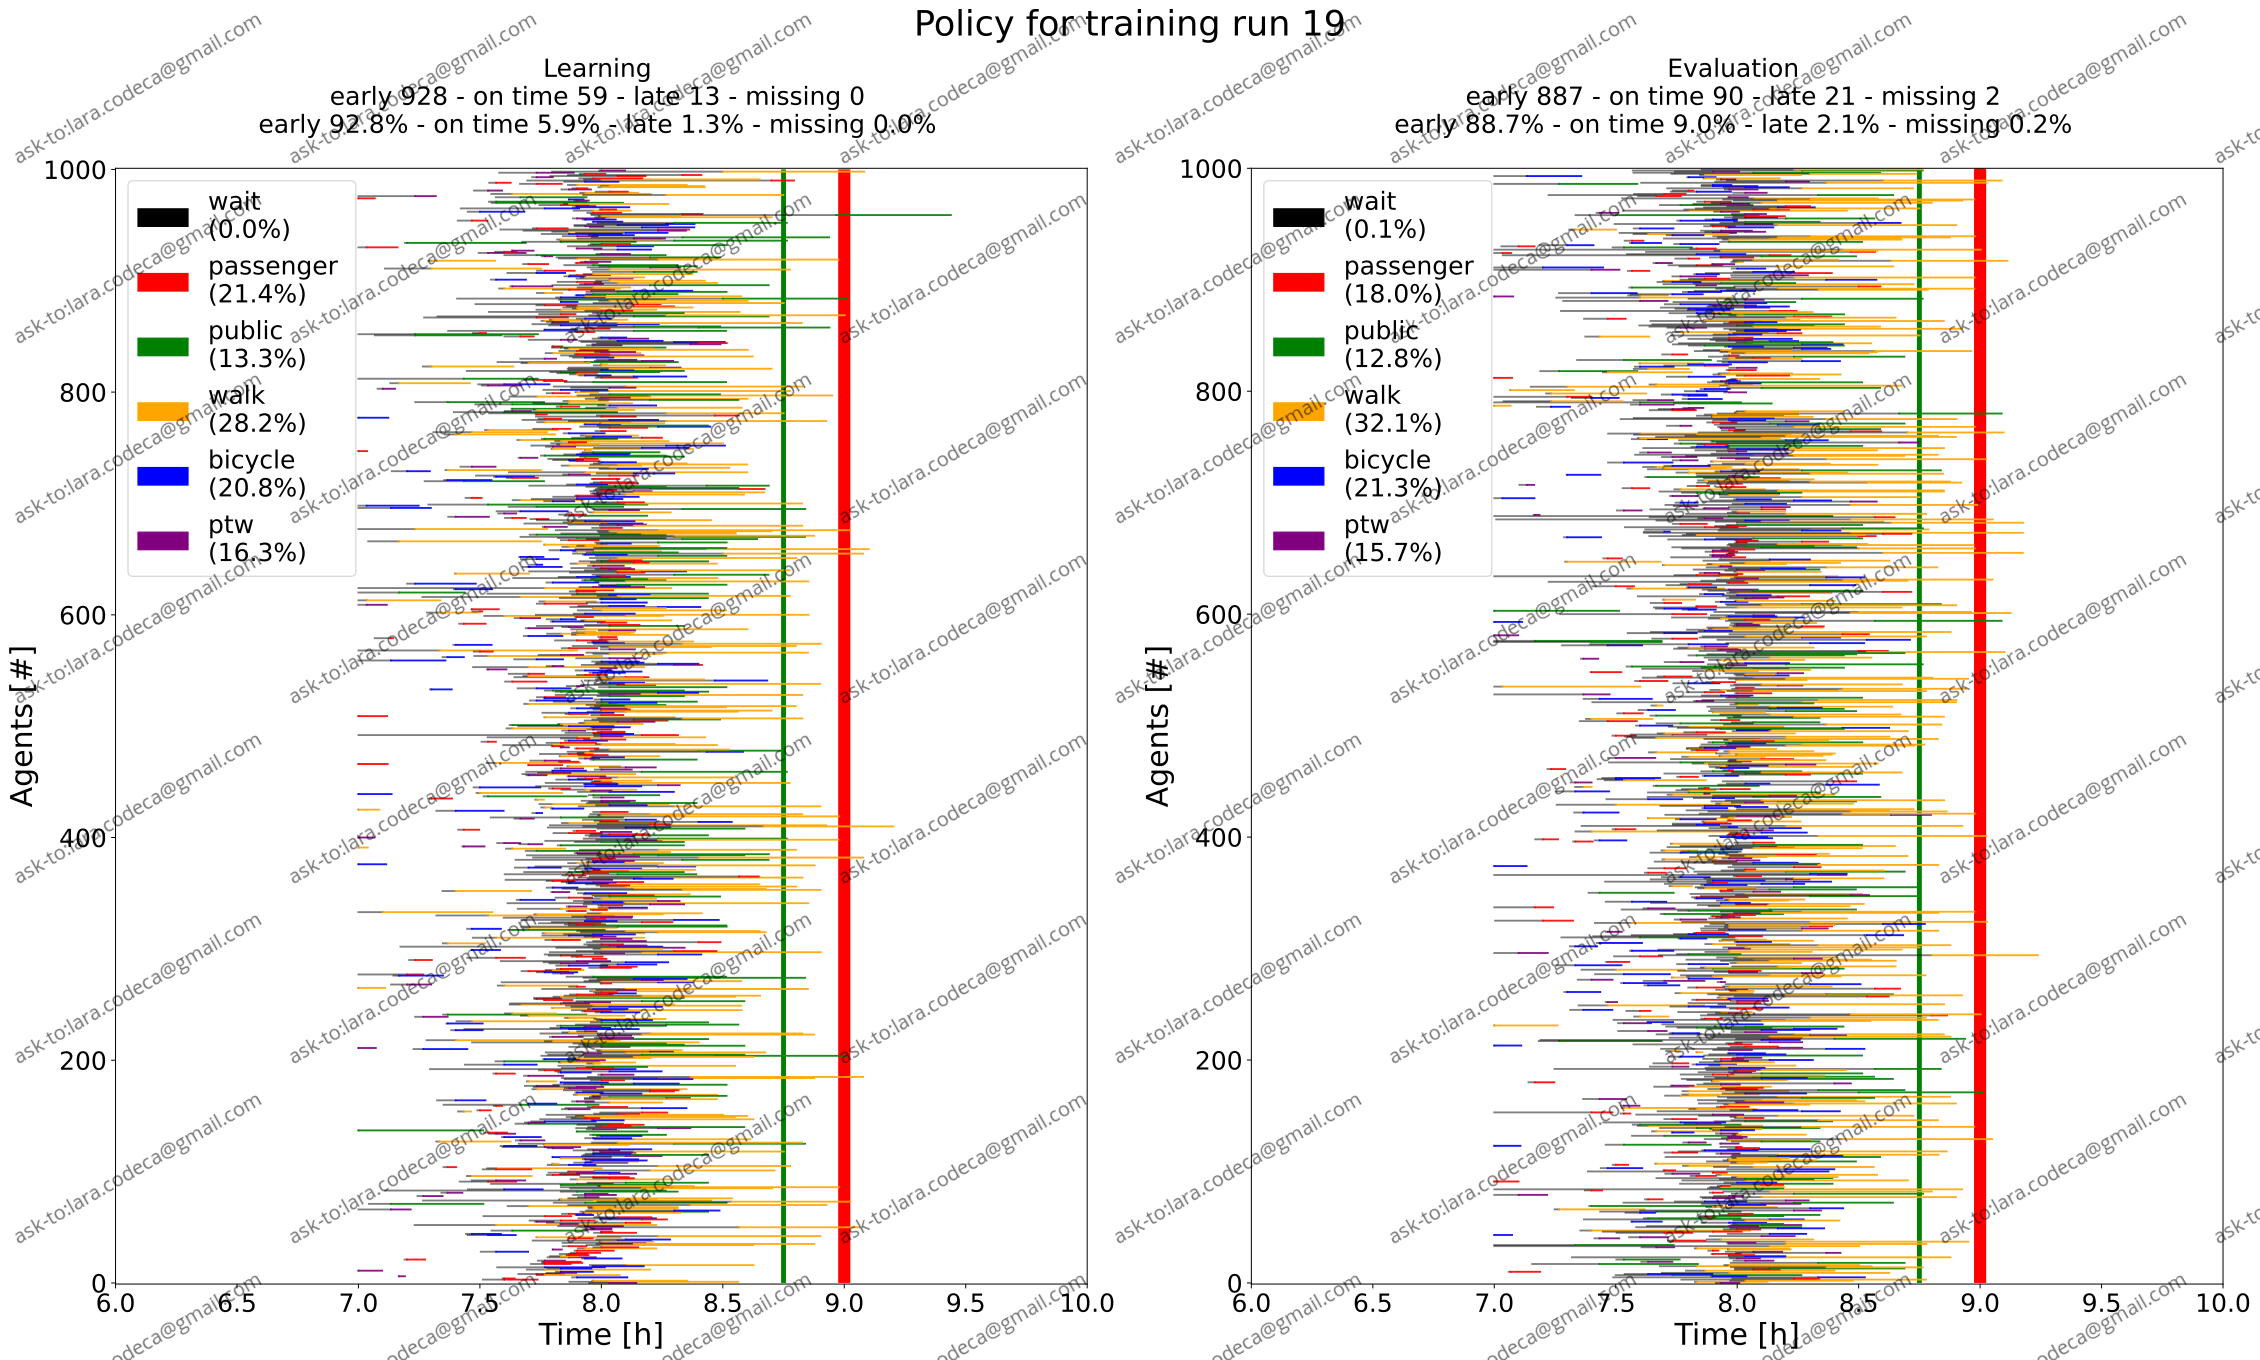 Policy for training run 19
Learning
early 928 - on time 59 - late 13 - missing 0
early 92.8% - on time 5.9% - late 1.3% - missing 0.0%
wait
(0.0%)
passenger
(21.4%)
public
(13.3%)
walk
(28.2%)
bicycle
(20.8%)
ptw
(16.3%)
Agents [#]
1000
800
600
400
200
0
6.0 6.5 7.0 7.5 8.0 8.5 9.0 9.5 10.0
Time [h]
Evaluation
early 887 - on time 90 - late 21 - missing 2
early 88.7% - on time 9.0% - late 2.1% - missing 0.2%
wait
(0.1%)
passenger
(18.0%)
public
(12.8%)
walk
(32.1%)
bicycle
(21.3%)
ptw
(15.7%)
Agents [#]
1000
800
600
400
200
0
6.0 6.5 7.0 7.5 8.0 8.5 9.0 9.5 10.0
Time [h]
ask-to:lara.codeca@gmail.com